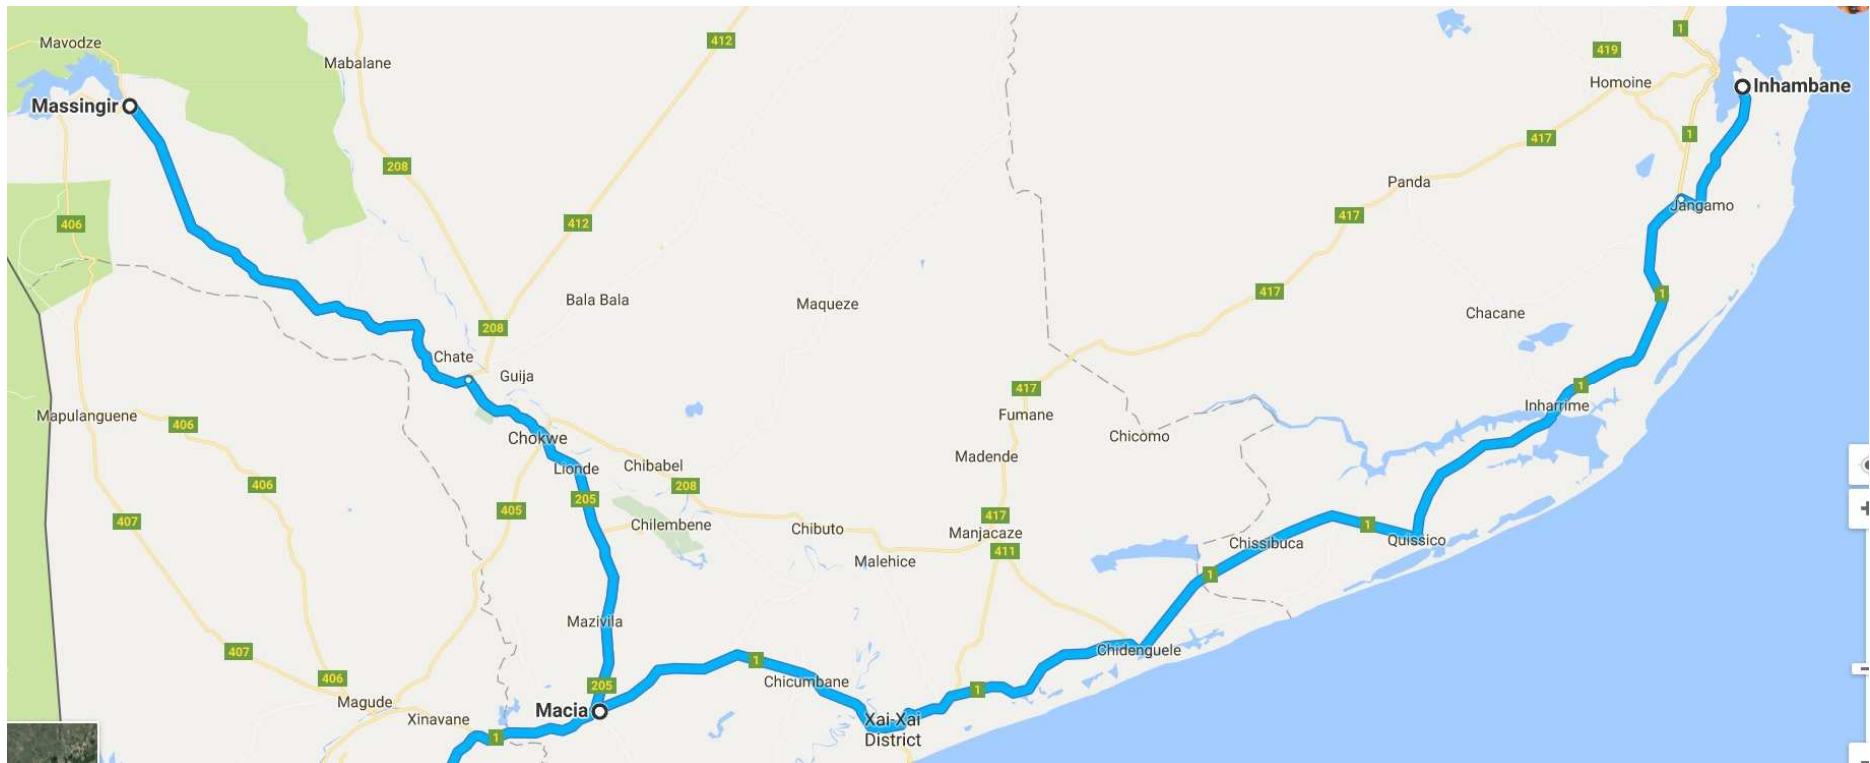 1
412
419
Mavodze
Mabalane
Homoine
Inhambane
Massingir
1
417
208
Panda
Jangamo
417
406
412
417
1
Bala Bala
Maqueze
Chacane
208
Chate
Guija
1
417
Inharrime
Fumane
Mapulanguene
406
Chicomo
Chokwe
Madende
Lionde
Chibabel
406
208
205
405
417
407
Chilembene
Chibuto
Manjacaze
1
Quissico
Chissibuca
411
Malehice
1
Mazivila
407
Chidenguele
1
406
Chicumbane
205
1
Magude
Macia
Xinavane
Xai-Xai
District
1